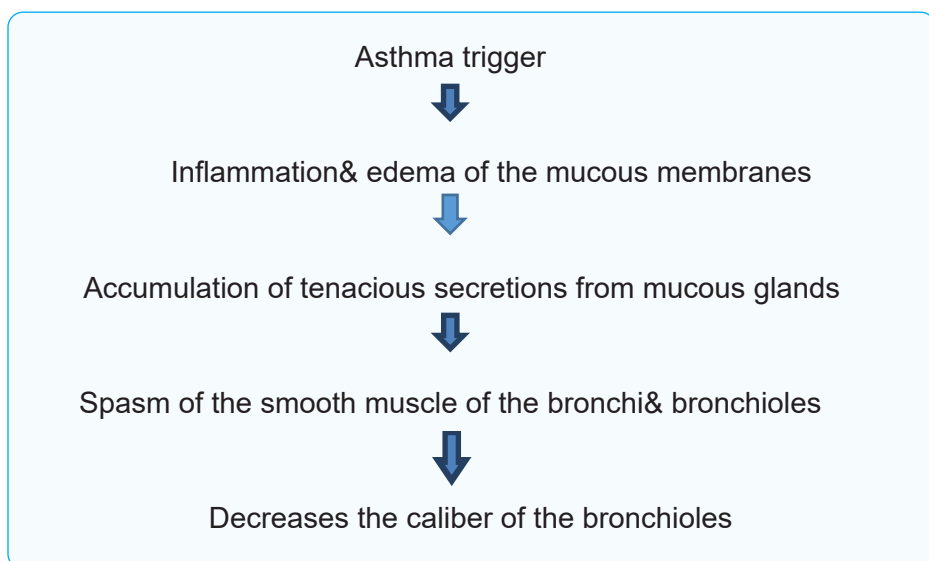 Asthma trigger
Inflammation& edema of the mucous membranes
Accumulation of tenacious secretions from mucous glands
Spasm of the smooth muscle of the bronchi& bronchioles
Decreases the caliber of the bronchioles